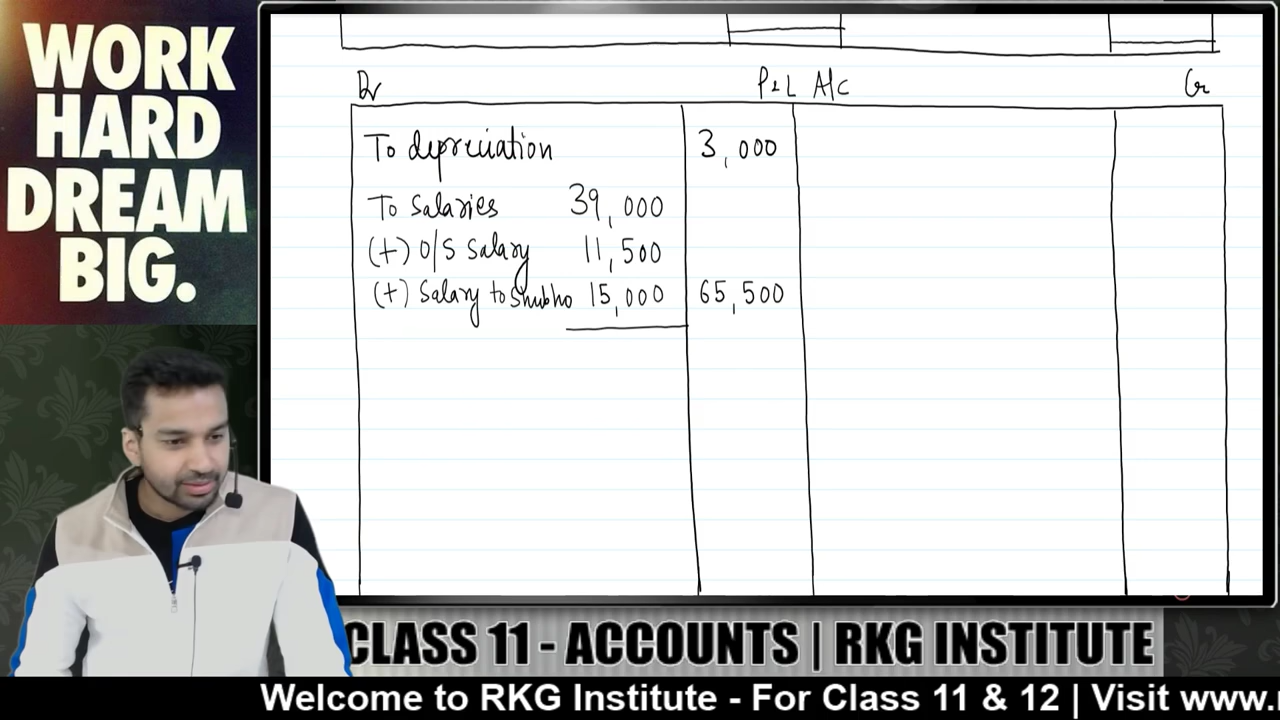 WORK
HARD
DREAM
BIG.
Dr P&L A/c Cr
To depreciation 3,000
To Salaries 39,000
(+) O/S Salary 11,500
(+) Salary to Shubho 15,000 65,500
CLASS 11 - ACCOUNTS | RKG INSTITUTE
Welcome to RKG Institute - For Class 11 & 12 | Visit www.